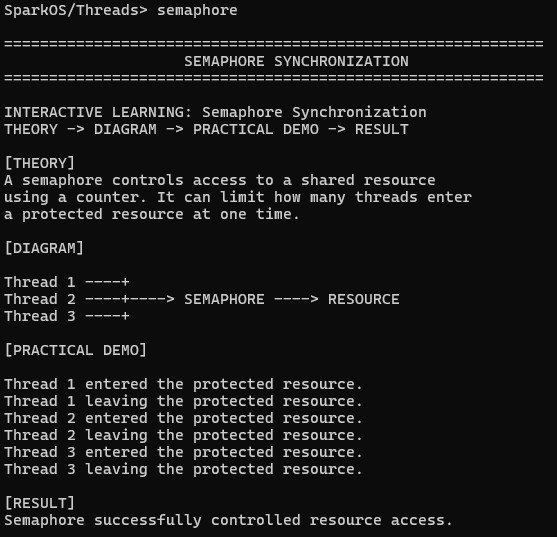 SparkOS/Threads> semaphore
============================================================
SEMAPHORE SYNCHRONIZATION
============================================================
INTERACTIVE LEARNING: Semaphore Synchronization
THEORY -> DIAGRAM -> PRACTICAL DEMO -> RESULT
[THEORY]
A semaphore controls access to a shared resource
using a counter. It can limit how many threads enter
a protected resource at one time.
[DIAGRAM]
Thread 1 ----+
Thread 2 ----+----> SEMAPHORE ----> RESOURCE
Thread 3 ----+
[PRACTICAL DEMO]
Thread 1 entered the protected resource.
Thread 1 leaving the protected resource.
Thread 2 entered the protected resource.
Thread 2 leaving the protected resource.
Thread 3 entered the protected resource.
Thread 3 leaving the protected resource.
[RESULT]
Semaphore successfully controlled resource access.